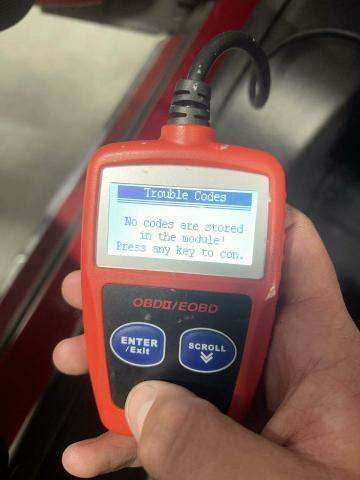 Trouble Codes
No codes are stored
in the module!
Press any key to con.
OBDII/EOBD
ENTER
/Exit
SCROLL